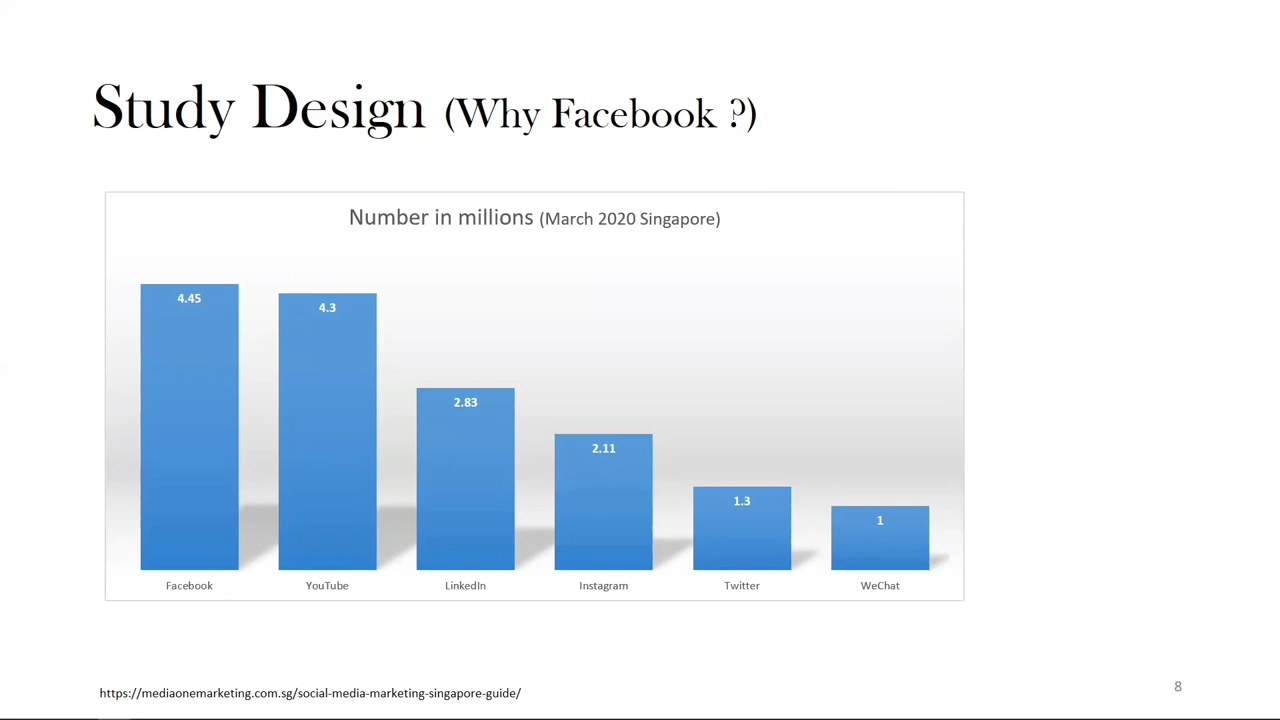 Study Design (Why Facebook ?)
Number in millions (March 2020 Singapore)
4.45
4.3
2.83
2.11
1.3
1
Facebook
YouTube
LinkedIn
Instagram
Twitter
WeChat
https://mediaonemarketing.com.sg/social-media-marketing-singapore-guide/
8